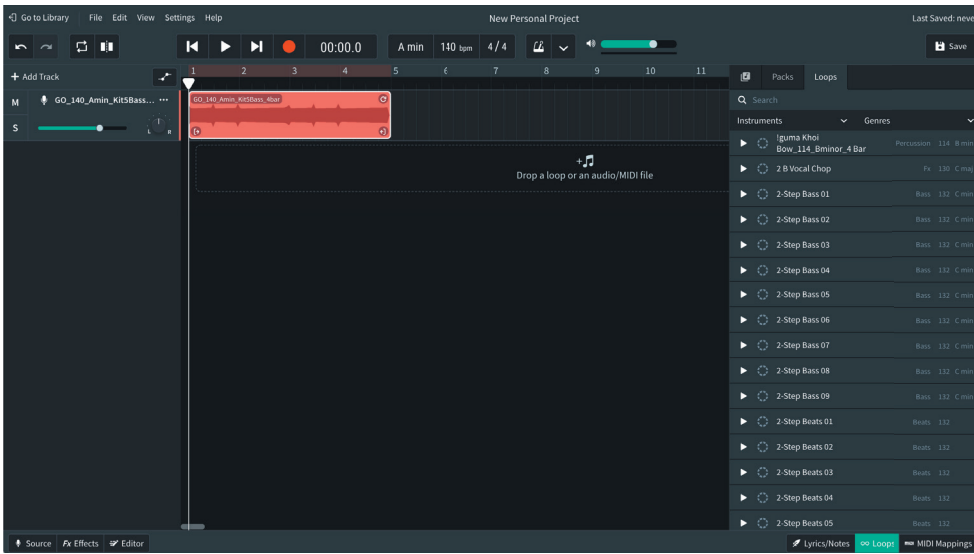 Go to Library File Edit View Settings Help New Personal Project Last Saved: neve
00:00.0 A min 140 bpm 4 / 4 Save
+ Add Track 1 2 3 4 5 6 7 8 9 10 11 Packs Loops
M GO_140_Amin_Kit5Bass... ··· GO_140_Amin_Kit5Bass_4bar Search
S L R Instruments Genres
!guma Khoi
Bow_114_Bminor_4 Bar Percussion 114 B min
+ Drop a loop or an audio/MIDI file
2 B Vocal Chop Fx 130 C maj
2-Step Bass 01 Bass 132 C min
2-Step Bass 02 Bass 132 C min
2-Step Bass 03 Bass 132 C min
2-Step Bass 04 Bass 132 C min
2-Step Bass 05 Bass 132 C min
2-Step Bass 06 Bass 132 C min
2-Step Bass 07 Bass 132 C min
2-Step Bass 08 Bass 132 C min
2-Step Bass 09 Bass 132 C min
2-Step Beats 01 Beats 132
2-Step Beats 02 Beats 132
2-Step Beats 03 Beats 132
2-Step Beats 04 Beats 132
2-Step Beats 05 Beats 132
Source Fx Effects Editor Lyrics/Notes Loops MIDI Mappings